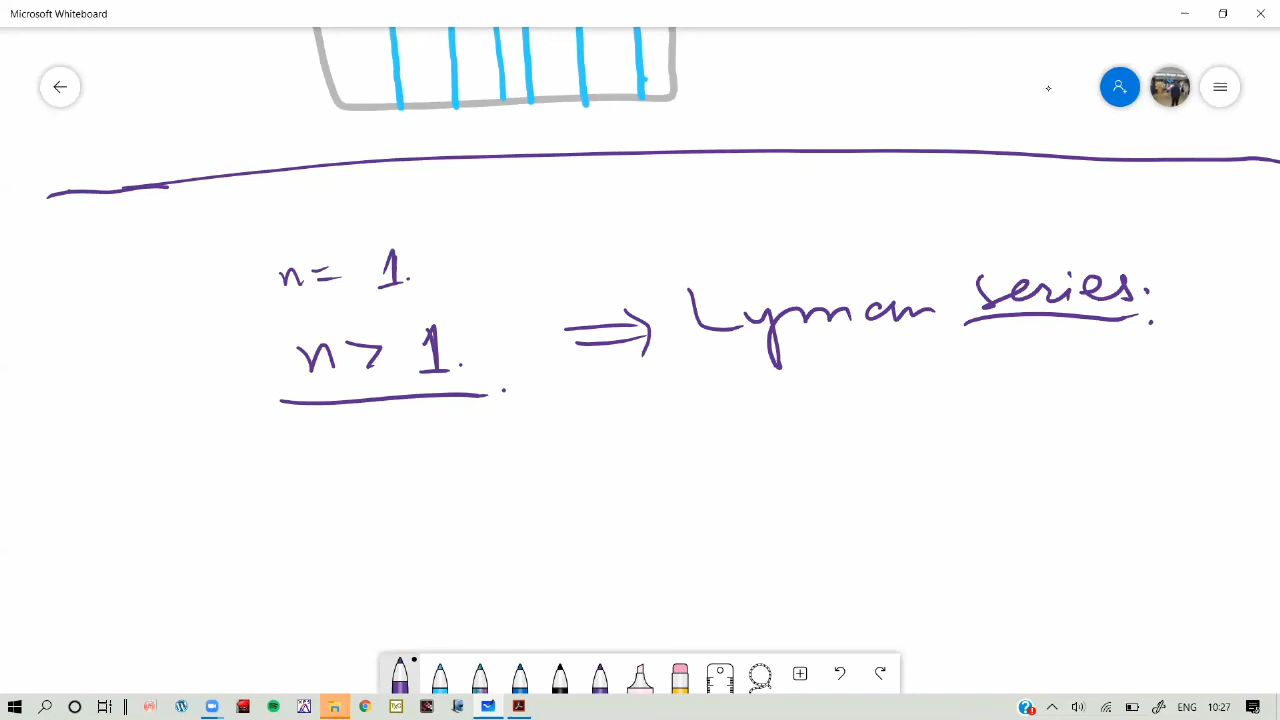 Microsoft Whiteboard
n = 1.
n > 1. ⇒ Lyman series.
ENG 10:27